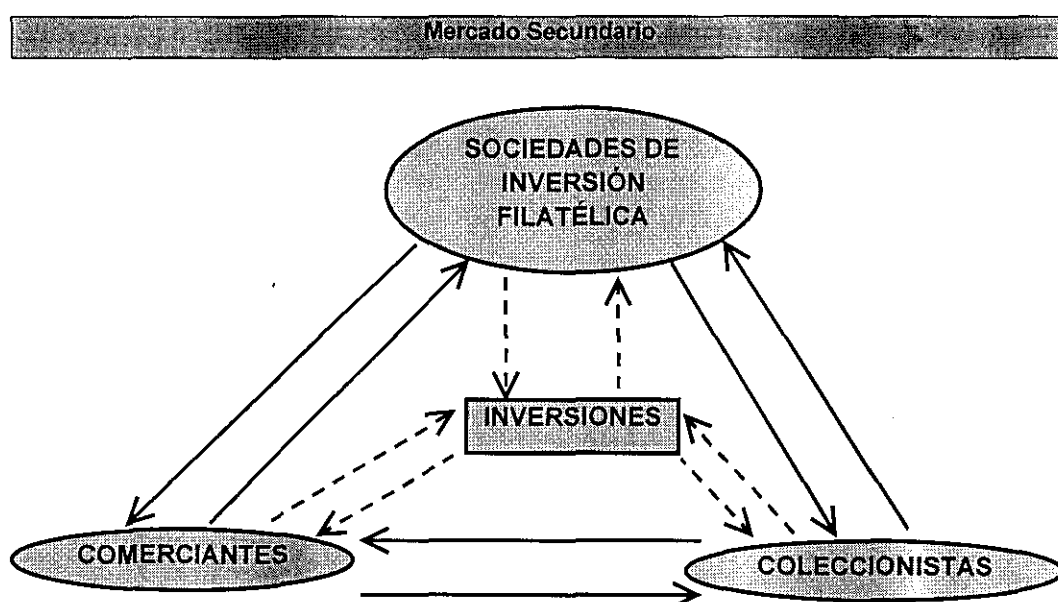 Mercado Secundario
SOCIEDADES DE
INVERSIÓN
FILATÉLICA
INVERSIONES
COMERCIANTES
COLECCIONISTAS